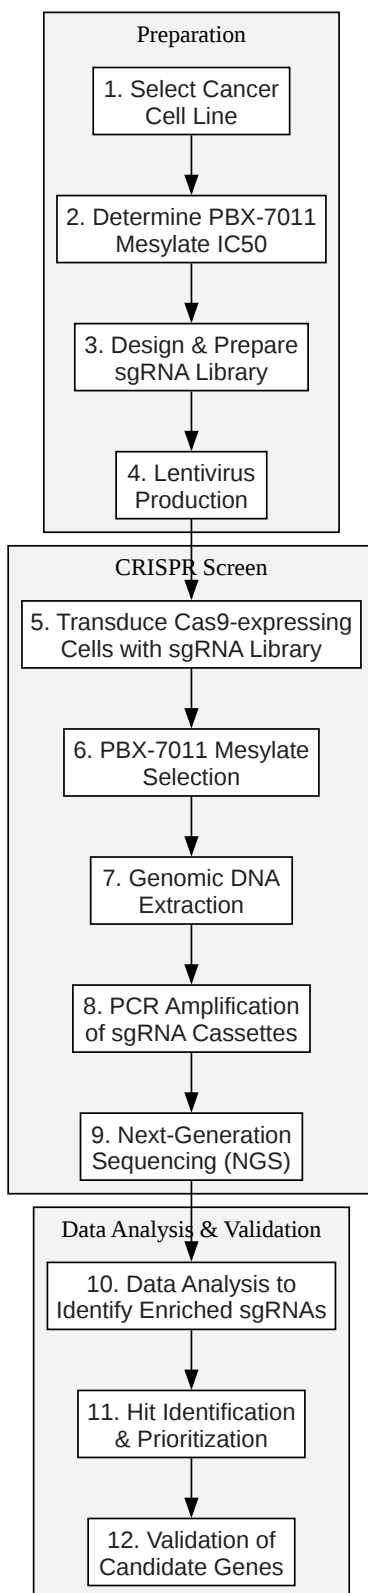 Preparation
1. Select Cancer
Cell Line
2. Determine PBX-7011
Mesylate IC50
3. Design & Prepare
sgRNA Library
4. Lentivirus
Production
CRISPR Screen
5. Transduce Cas9-expressing
Cells with sgRNA Library
6. PBX-7011 Mesylate
Selection
7. Genomic DNA
Extraction
8. PCR Amplification
of sgRNA Cassettes
9. Next-Generation
Sequencing (NGS)
Data Analysis & Validation
10. Data Analysis to
Identify Enriched sgRNAs
11. Hit Identification
& Prioritization
12. Validation of
Candidate Genes